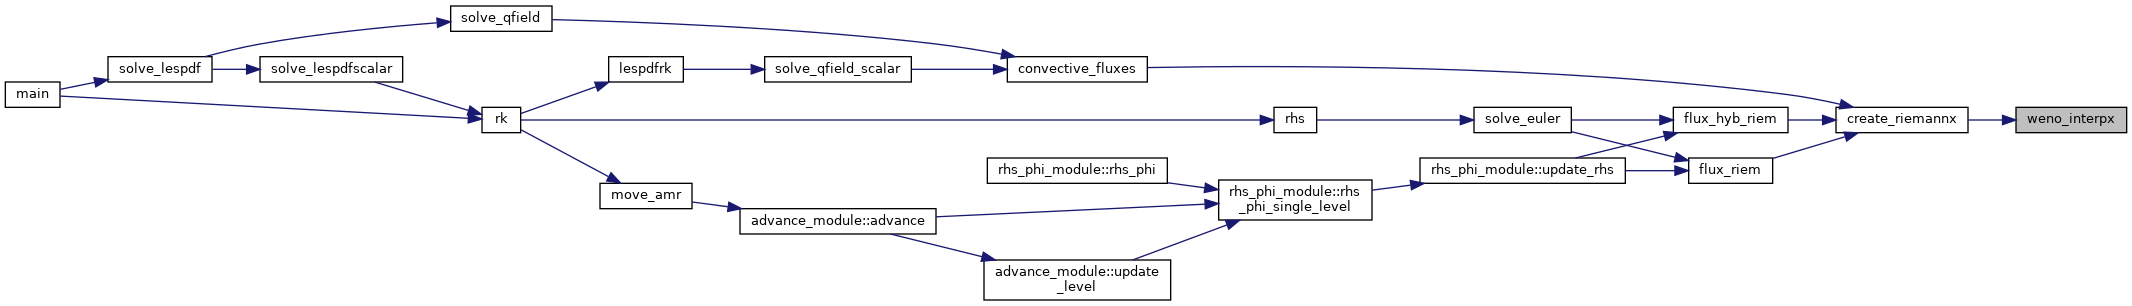 solve_qfield
solve_lespdf
solve_lespdfscalar
lespdfrk
solve_qfield_scalar
convective_fluxes
main
rk
rhs
solve_euler
flux_hyb_riem
create_riemannx
weno_interpx
rhs_phi_module::rhs_phi
rhs_phi_module::update_rhs
flux_riem
move_amr
rhs_phi_module::rhs
_phi_single_level
advance_module::advance
advance_module::update
_level